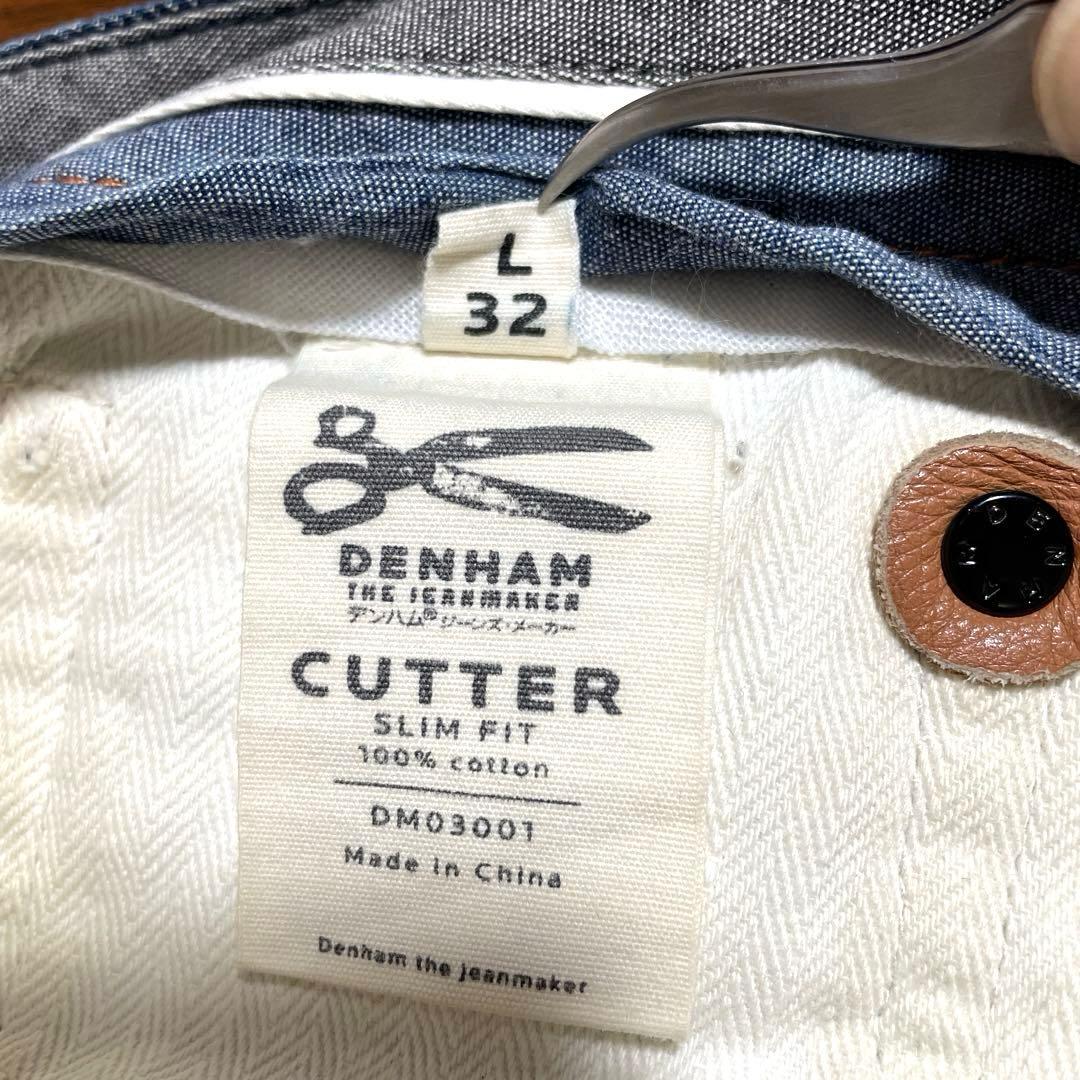 L
32
DENHAM
THE JEANMAKER
デンハム®ジーンズ・メーカー
CUTTER
SLIM FIT
100% cotton
DM03001
Made in China
Denham the jeanmaker
DENHAM